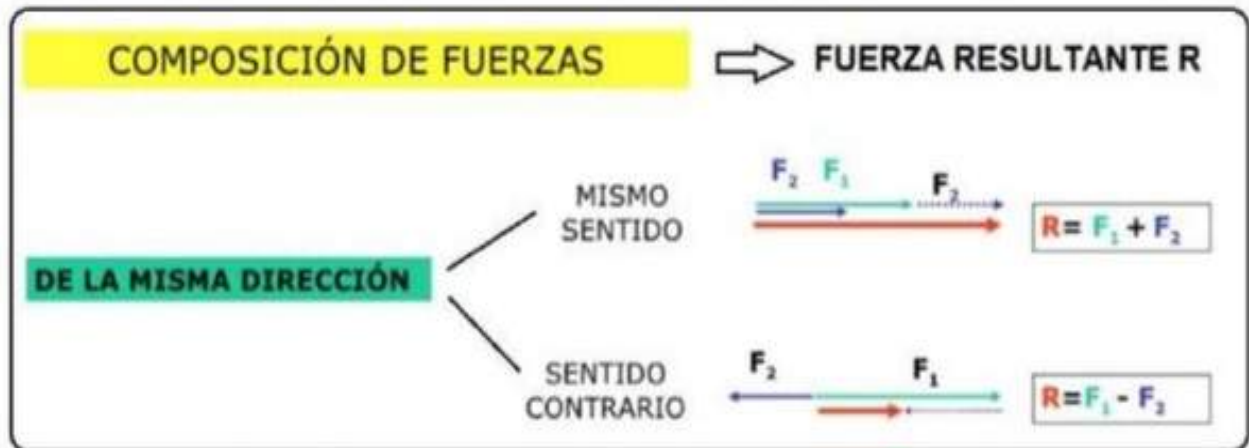 COMPOSICIÓN DE FUERZAS
FUERZA RESULTANTE R
F₂ F₁
F₂
MISMO
SENTIDO
R= F₁ + F₂
DE LA MISMA DIRECCIÓN
F₂
F₁
SENTIDO
CONTRARIO
R=F₁ - F₂